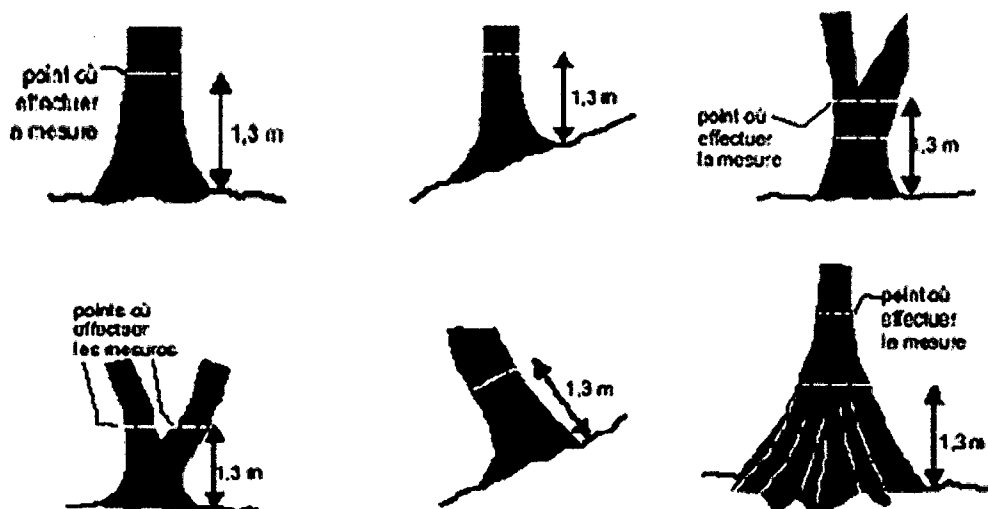 point où
effectuer
la mesure
1,3 m
1,3 m
point où
effectuer
la mesure
1,3 m
points où
effectuer
les mesures
1,3 m
1,3 m
point où
effectuer
la mesure
1,3 m